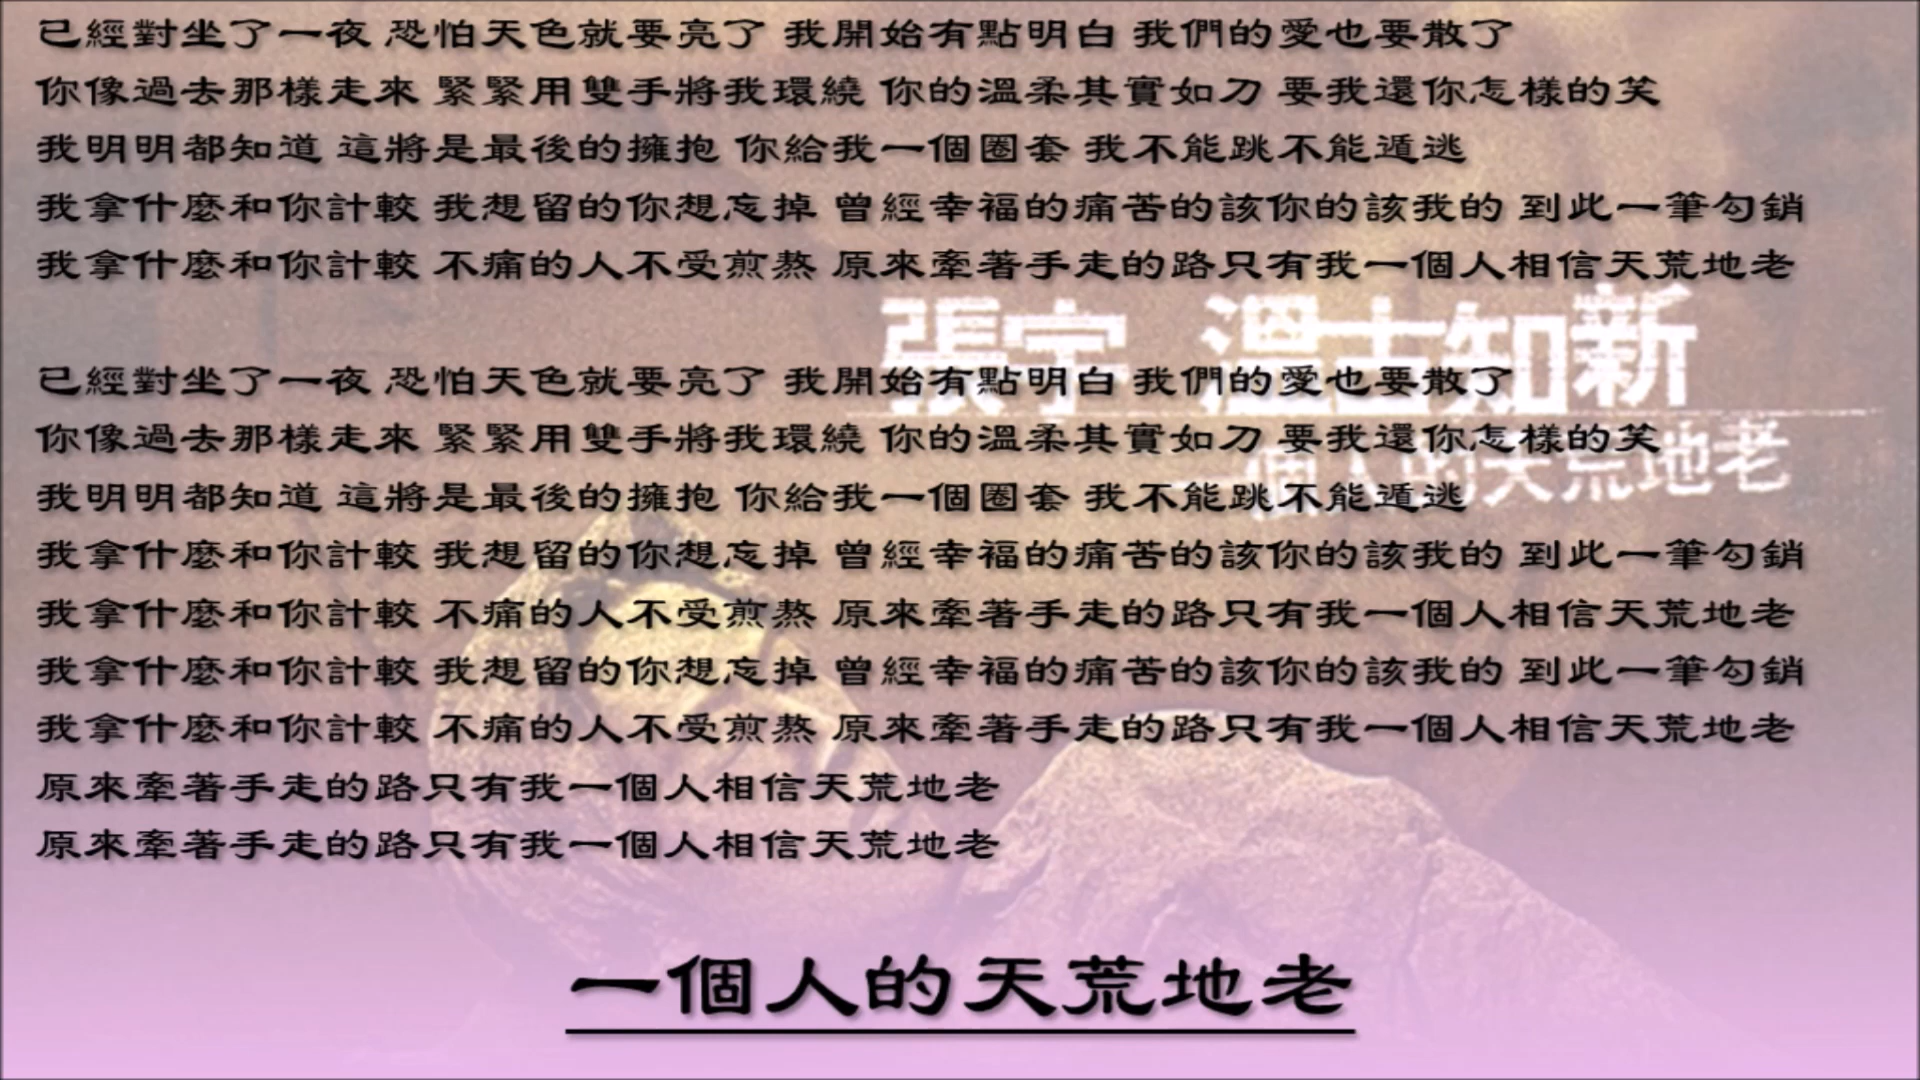 已經對坐了一夜 恐怕天色就要亮了 我開始有點明白 我們的愛也要散了
你像過去那樣走來 緊緊用雙手將我環繞 你的溫柔其實如刀 要我還你怎樣的笑
我明明都知道 這將是最後的擁抱 你給我一個圈套 我不能跳不能遁逃
我拿什麼和你計較 我想留的你想忘掉 曾經幸福的痛苦的該你的該我的 到此一筆勾銷
我拿什麼和你計較 不痛的人不受煎熬 原來牽著手走的路只有我一個人相信天荒地老
張宇 溫古知新
一個人的天荒地老
已經對坐了一夜 恐怕天色就要亮了 我開始有點明白 我們的愛也要散了
你像過去那樣走來 緊緊用雙手將我環繞 你的溫柔其實如刀 要我還你怎樣的笑
我明明都知道 這將是最後的擁抱 你給我一個圈套 我不能跳不能遁逃
我拿什麼和你計較 我想留的你想忘掉 曾經幸福的痛苦的該你的該我的 到此一筆勾銷
我拿什麼和你計較 不痛的人不受煎熬 原來牽著手走的路只有我一個人相信天荒地老
我拿什麼和你計較 我想留的你想忘掉 曾經幸福的痛苦的該你的該我的 到此一筆勾銷
我拿什麼和你計較 不痛的人不受煎熬 原來牽著手走的路只有我一個人相信天荒地老
原來牽著手走的路只有我一個人相信天荒地老
原來牽著手走的路只有我一個人相信天荒地老
一個人的天荒地老